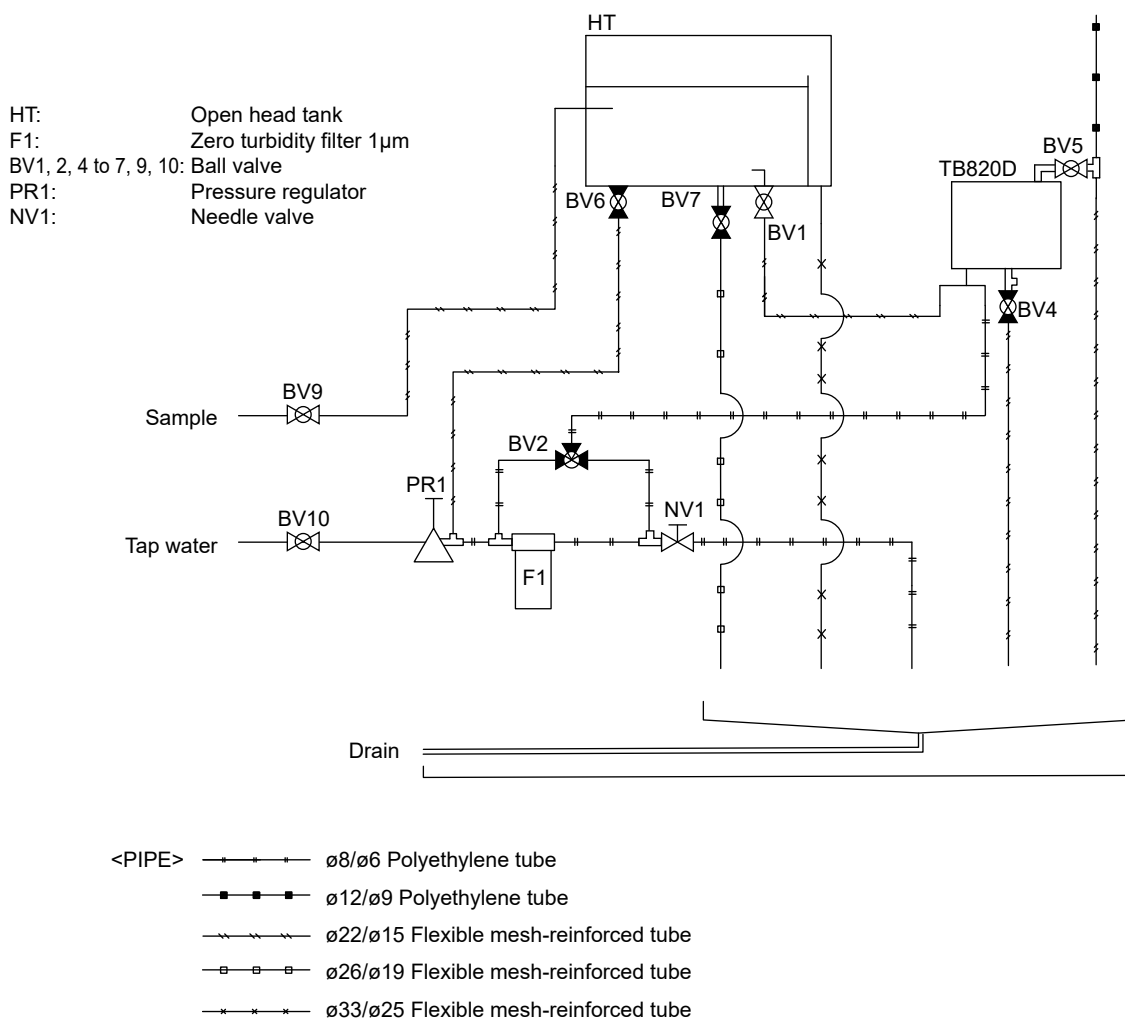 HT
HT: Open head tank
F1: Zero turbidity filter 1µm
BV1, 2, 4 to 7, 9, 10: Ball valve
PR1: Pressure regulator
NV1: Needle valve
BV5
TB820D
BV6
BV7
BV1
BV4
BV9
Sample
BV2
PR1
NV1
BV10
Tap water
F1
Drain
<PIPE> ø8/ø6 Polyethylene tube
ø12/ø9 Polyethylene tube
ø22/ø15 Flexible mesh-reinforced tube
ø26/ø19 Flexible mesh-reinforced tube
ø33/ø25 Flexible mesh-reinforced tube